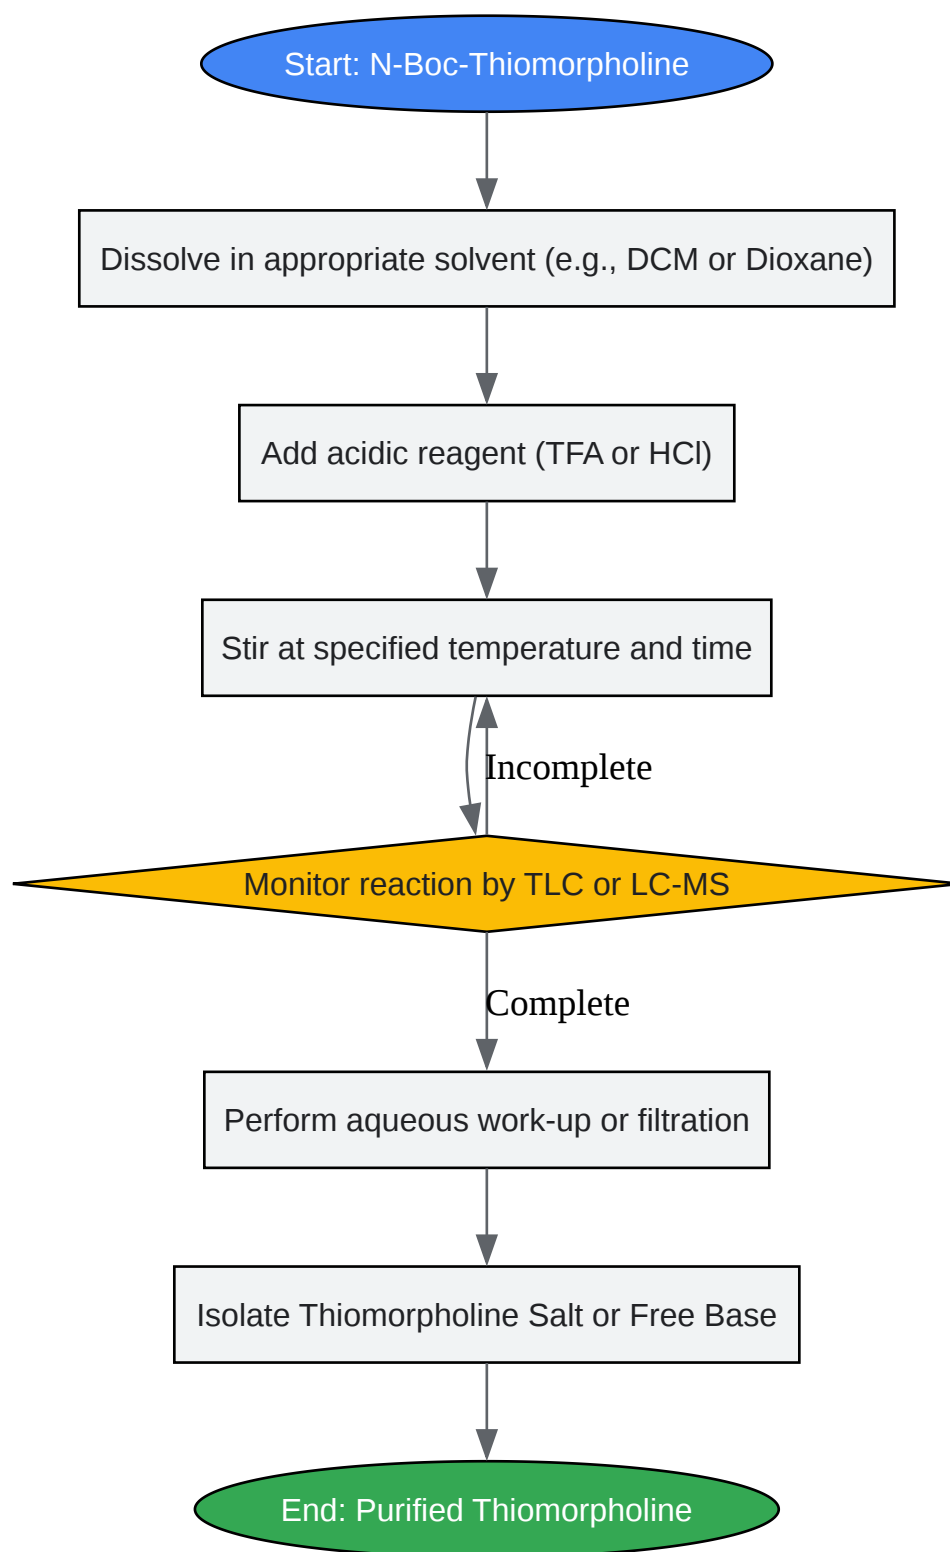 Start: N-Boc-Thiomorpholine
Dissolve in appropriate solvent (e.g., DCM or Dioxane)
Add acidic reagent (TFA or HCl)
Stir at specified temperature and time
Incomplete
Monitor reaction by TLC or LC-MS
Complete
Perform aqueous work-up or filtration
Isolate Thiomorpholine Salt or Free Base
End: Purified Thiomorpholine